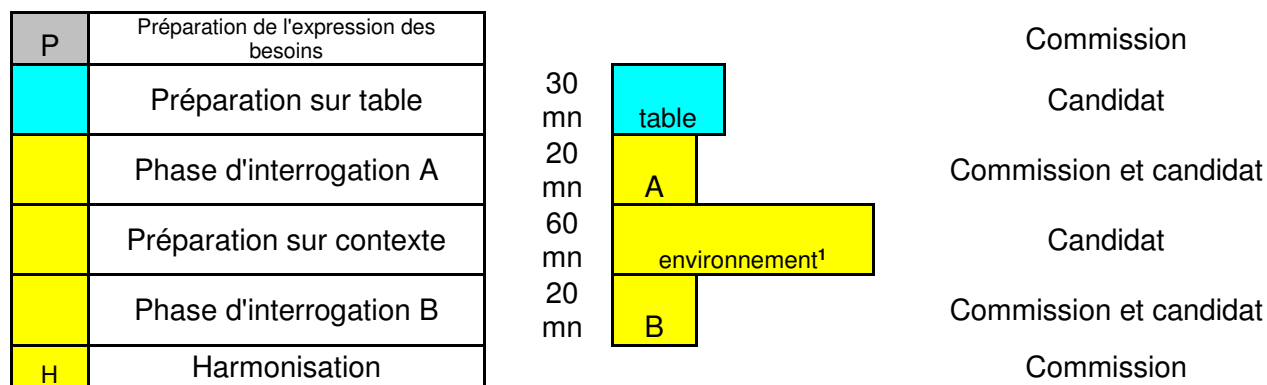 P Préparation de l'expression des besoins Commission
Préparation sur table 30 mn table Candidat
Phase d'interrogation A 20 mn A Commission et candidat
Préparation sur contexte 60 mn environnement¹ Candidat
Phase d'interrogation B 20 mn B Commission et candidat
H Harmonisation Commission